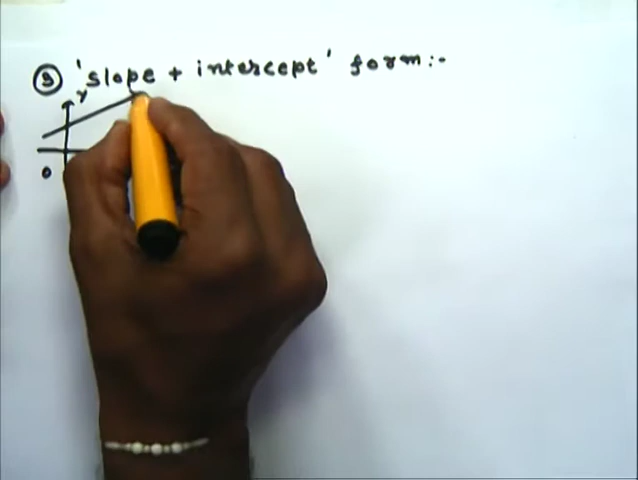 ③ 'slope + intercept' form:-
y
0